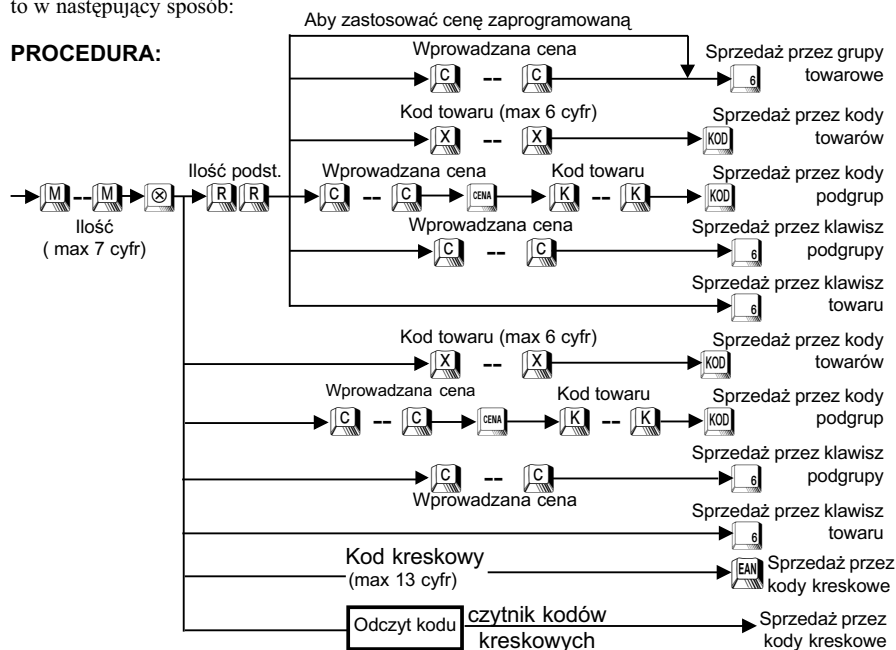 to w następujący sposób:
Aby zastosować cenę zaprogramowaną
PROCEDURA:
Wprowadzana cena
Sprzedaż przez grupy
towarowe
C -- C 6
Kod towaru (max 6 cyfr)
Sprzedaż przez kody
towarów
X -- X KOD
Ilość podst.
Wprowadzana cena
Kod towaru
Sprzedaż przez kody
podgrup
M -- M ⊗ R R C -- C CENA K -- K KOD
Ilość
( max 7 cyfr)
Wprowadzana cena
Sprzedaż przez klawisz
podgrupy
C -- C 6
Sprzedaż przez klawisz
towaru
6
Kod towaru (max 6 cyfr)
Sprzedaż przez kody
towarów
X -- X KOD
Wprowadzana cena
Kod towaru
Sprzedaż przez kody
podgrup
C -- C CENA K -- K KOD
Sprzedaż przez klawisz
podgrupy
C -- C 6
Wprowadzana cena
Sprzedaż przez klawisz
towaru
6
Kod kreskowy
(max 13 cyfr)
EAN
Sprzedaż przez
kody kreskowe
Odczyt kodu
czytnik kodów
kreskowych
Sprzedaż przez
kody kreskowe